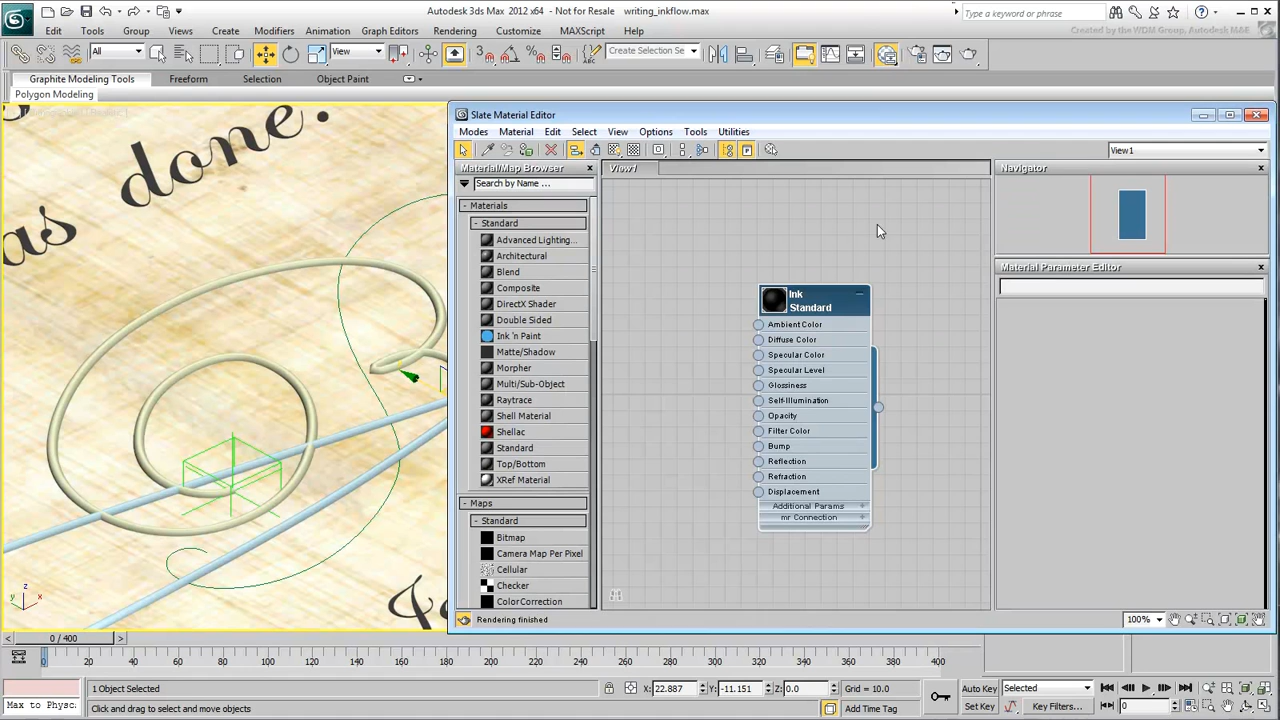 Autodesk 3ds Max 2012 x64 - Not for Resale writing_inkflow.max
Type a keyword or phrase
Created by the WDM Group, Autodesk M&E
Edit Tools Group Views Create Modifiers Animation Graph Editors Rendering Customize MAXScript Help
All View Create Selection Se
Graphite Modeling Tools Freeform Selection Object Paint
Polygon Modeling
as done.
Slate Material Editor
Modes Material Edit Select View Options Tools Utilities
View1
Material/Map Browser View1 Navigator
Search by Name ...
- Materials
- Standard
Advanced Lighting...
Architectural
Blend
Composite
DirectX Shader
Double Sided
Ink 'n Paint
Matte/Shadow
Morpher
Multi/Sub-Object
Raytrace
Shell Material
Shellac
Standard
Top/Bottom
XRef Material
- Maps
- Standard
Bitmap
Camera Map Per Pixel
Cellular
Checker
ColorCorrection
Ink
Standard
Ambient Color
Diffuse Color
Specular Color
Specular Level
Glossiness
Self-Illumination
Opacity
Filter Color
Bump
Reflection
Refraction
Displacement
Additional Params +
mr Connection +
Material Parameter Editor
Rendering finished 100%
z
y x
< 0 / 400 >
0 20 40 60 80 100 120 140 160 180 200 220 240 260 280 300 320 340 360 380 400
1 Object Selected X: 22.887 Y: -11.151 Z: 0.0 Grid = 10.0 Auto Key Selected
Max to Physc Click and drag to select and move objects Add Time Tag Set Key Key Filters... 0